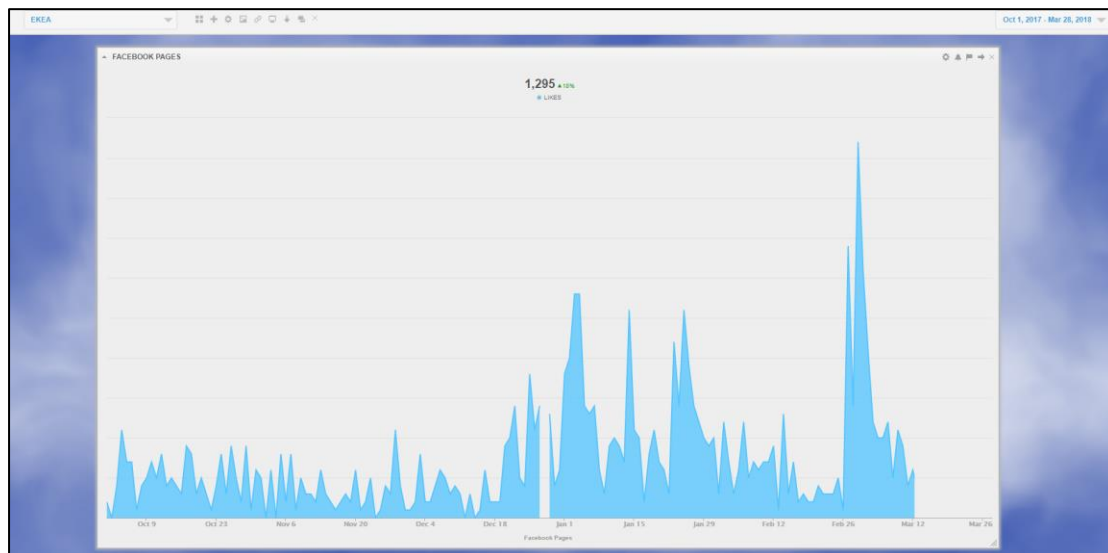 EKEA
Oct 1, 2017 - Mar 28, 2018
FACEBOOK PAGES
1,295 ▲18%
LIKES
Oct 9 Oct 23 Nov 6 Nov 20 Dec 4 Dec 18 Jan 1 Jan 15 Jan 29 Feb 12 Feb 26 Mar 12 Mar 26
Facebook Pages